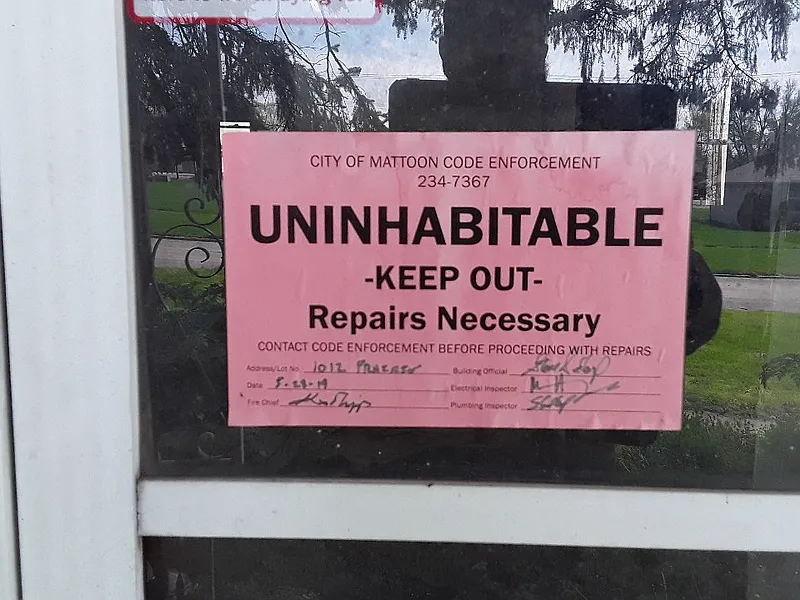 CITY OF MATTOON CODE ENFORCEMENT
234-7367
UNINHABITABLE
-KEEP OUT-
Repairs Necessary
CONTACT CODE ENFORCEMENT BEFORE PROCEEDING WITH REPAIRS
Address/Lot No. 1012 Building Official
Date Electrical Inspector
Fire Chief Plumbing Inspector